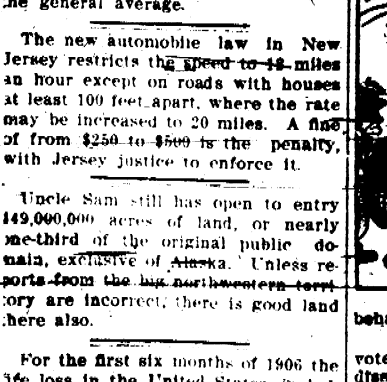 the general average.
The new automobile law in New
Jersey restricts the speed to 18 miles
an hour except on roads with houses
at least 100 feet apart, where the rate
may be increased to 20 miles. A fine
of from $250 to $500 is the penalty,
with Jersey justice to enforce it.
Uncle Sam still has open to entry
449,000,000 acres of land, or nearly
one-third of the original public do-
main, exclusive of Alaska. Unless re-
ports from the big northwestern terri-
tory are incorrect, there is good land
there also.
For the first six months of 1906 the
life loss in the United States
beha
vote